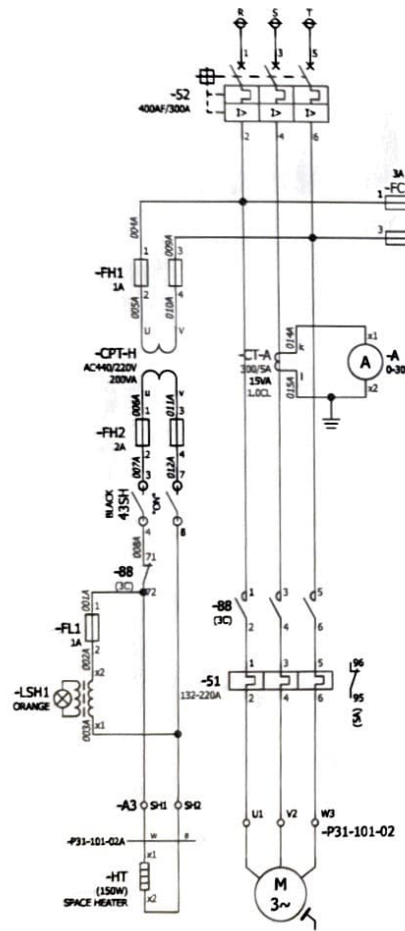 R S T
1 3 5
-52
400AF/300A
I> I> I>
2 4 6
3A
1 -FC
3
004A 009A
1 3
-FH1
1A
2 4
005A 010A
U V
-CPT-H
AC440/220V
200VA
u v
006A 011A
1 3
-FH2
2A
2 4
007A 012A
3 7
BLACK
43SH
"ON"
4 8
008A
71
-88
(3C)
72
001A
1
-FL1
1A
2
002A
x2
-LSH1
ORANGE
x1
003A
-CT-A
300/5A
15VA
1.0CL
014A
k
l
015A
x1
A
-A
0-30
x2
-88
(3C)
1 3 5
2 4 6
1 3 5
-51
132-220A
2 4 6
96
95
(5A)
-A3 SH1 SH2
-P31-101-02A
W
x1
-HT
(150W)
SPACE HEATER
x2
U1 V2 W3
-P31-101-02
M
3~